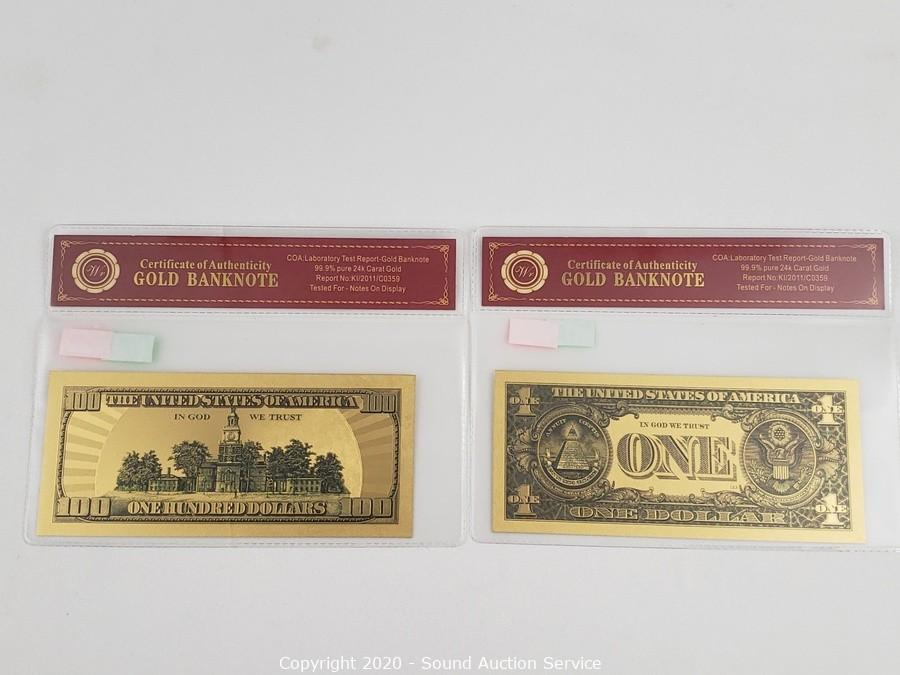 Certificate of Authenticity
GOLD BANKNOTE
COA:Laboratory Test Report-Gold Banknote
99.9% pure 24k Carat Gold
Report No:KI/2011/C0359
Tested For - Notes On Display
Certificate of Authenticity
GOLD BANKNOTE
COA:Laboratory Test Report-Gold Banknote
99.9% pure 24k Carat Gold
Report No:KI/2011/C0359
Tested For - Notes On Display
100 THE UNITED STATES OF AMERICA 100
IN GOD WE TRUST
100 ONE HUNDRED DOLLARS 100
THE UNITED STATES OF AMERICA
ONE ONE
IN GOD WE TRUST
ONE
ONE ONE
ONE DOLLAR
Copyright 2020 - Sound Auction Service